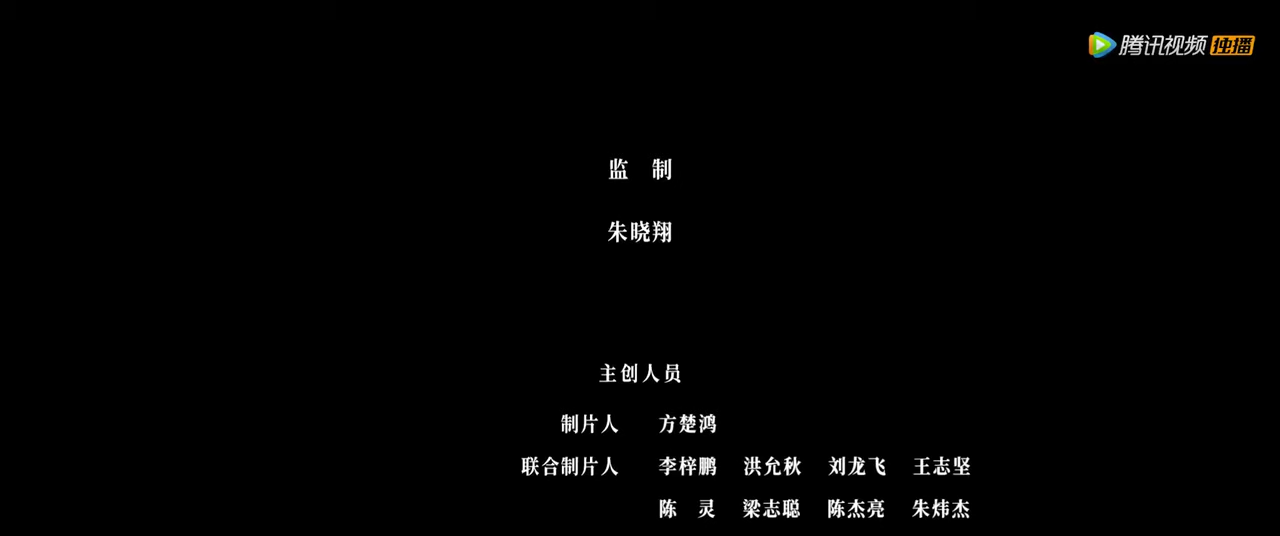 腾讯视频 独播
监 制
朱晓翔
主创人员
制片人 方楚鸿
联合制片人 李梓鹏 洪允秋 刘龙飞 王志坚
陈 灵 梁志聪 陈杰亮 朱炜杰